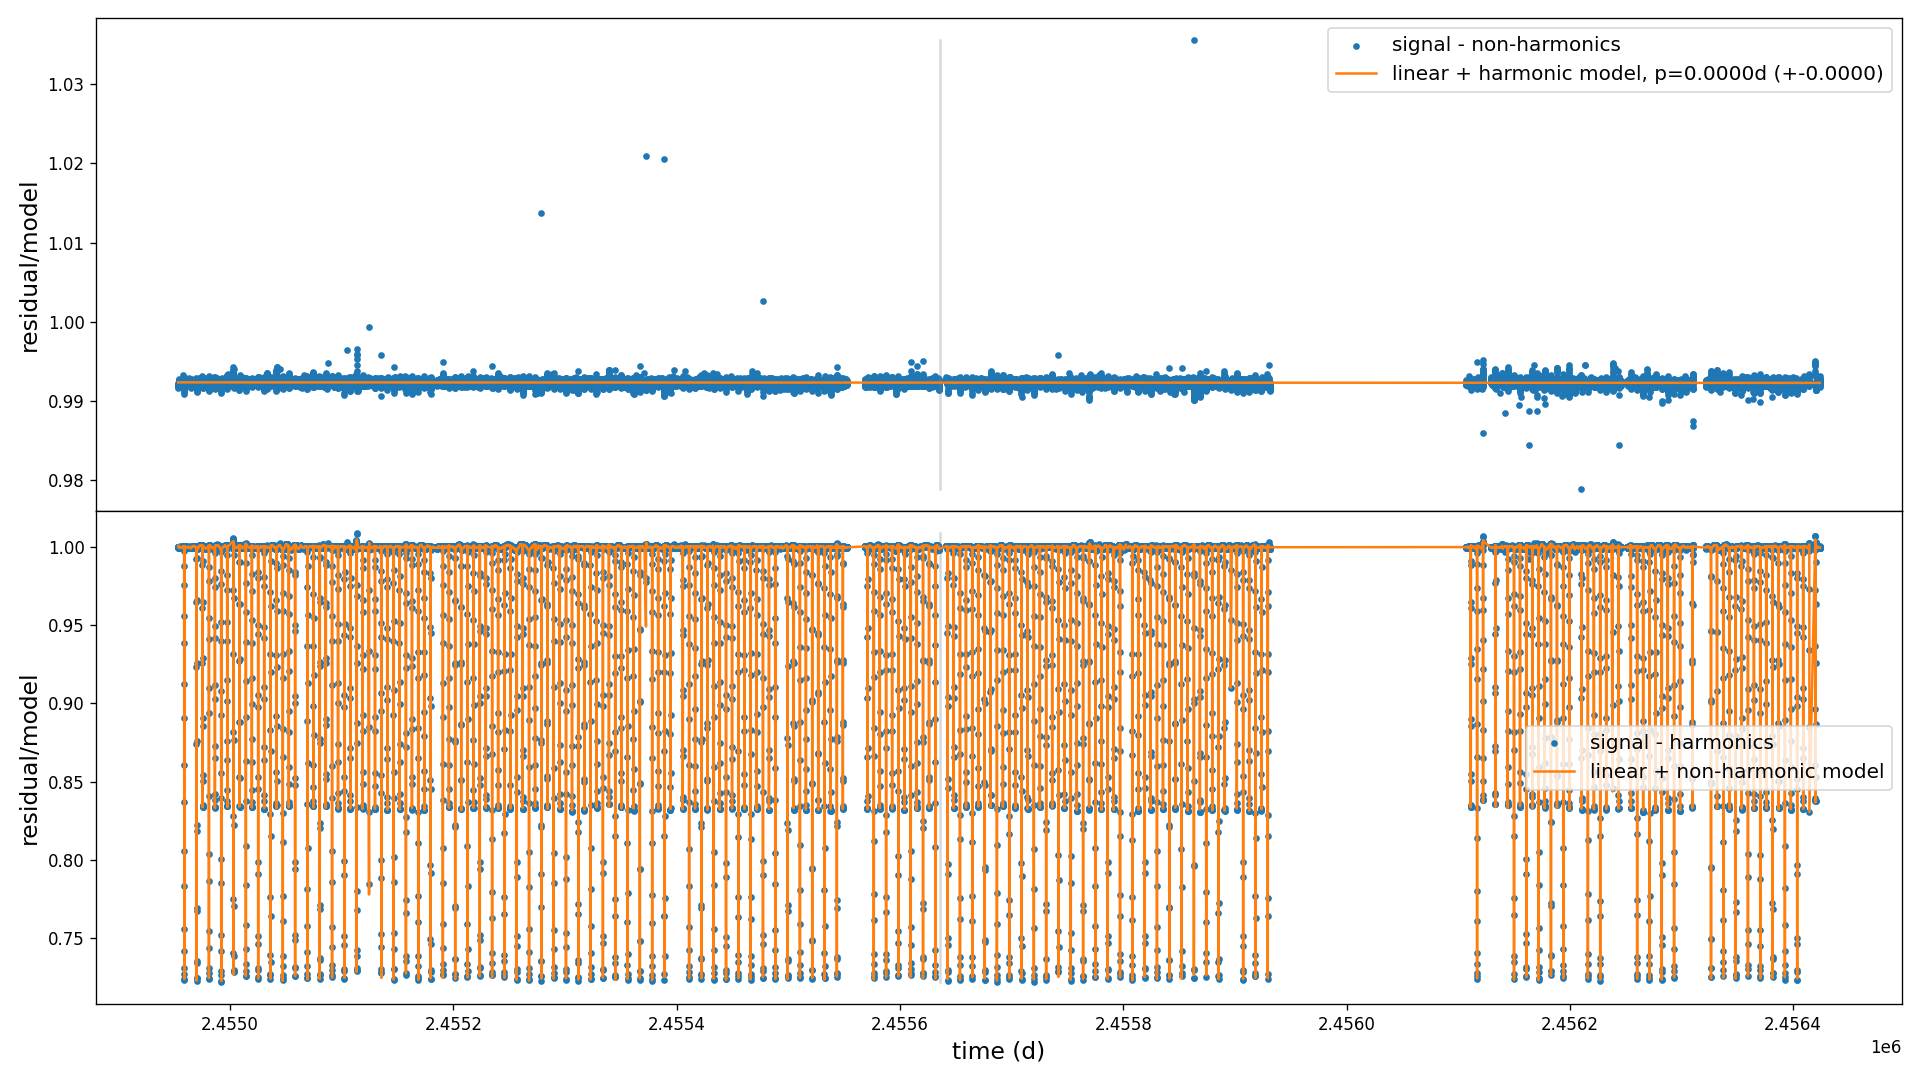 signal - non-harmonics
linear + harmonic model, p=0.0000d (+-0.0000)
residual/model
1.03
1.02
1.01
1.00
0.99
0.98
signal - harmonics
linear + non-harmonic model
residual/model
1.00
0.95
0.90
0.85
0.80
0.75
2.4550 2.4552 2.4554 2.4556 2.4558 2.4560 2.4562 2.4564
time (d)
1e6